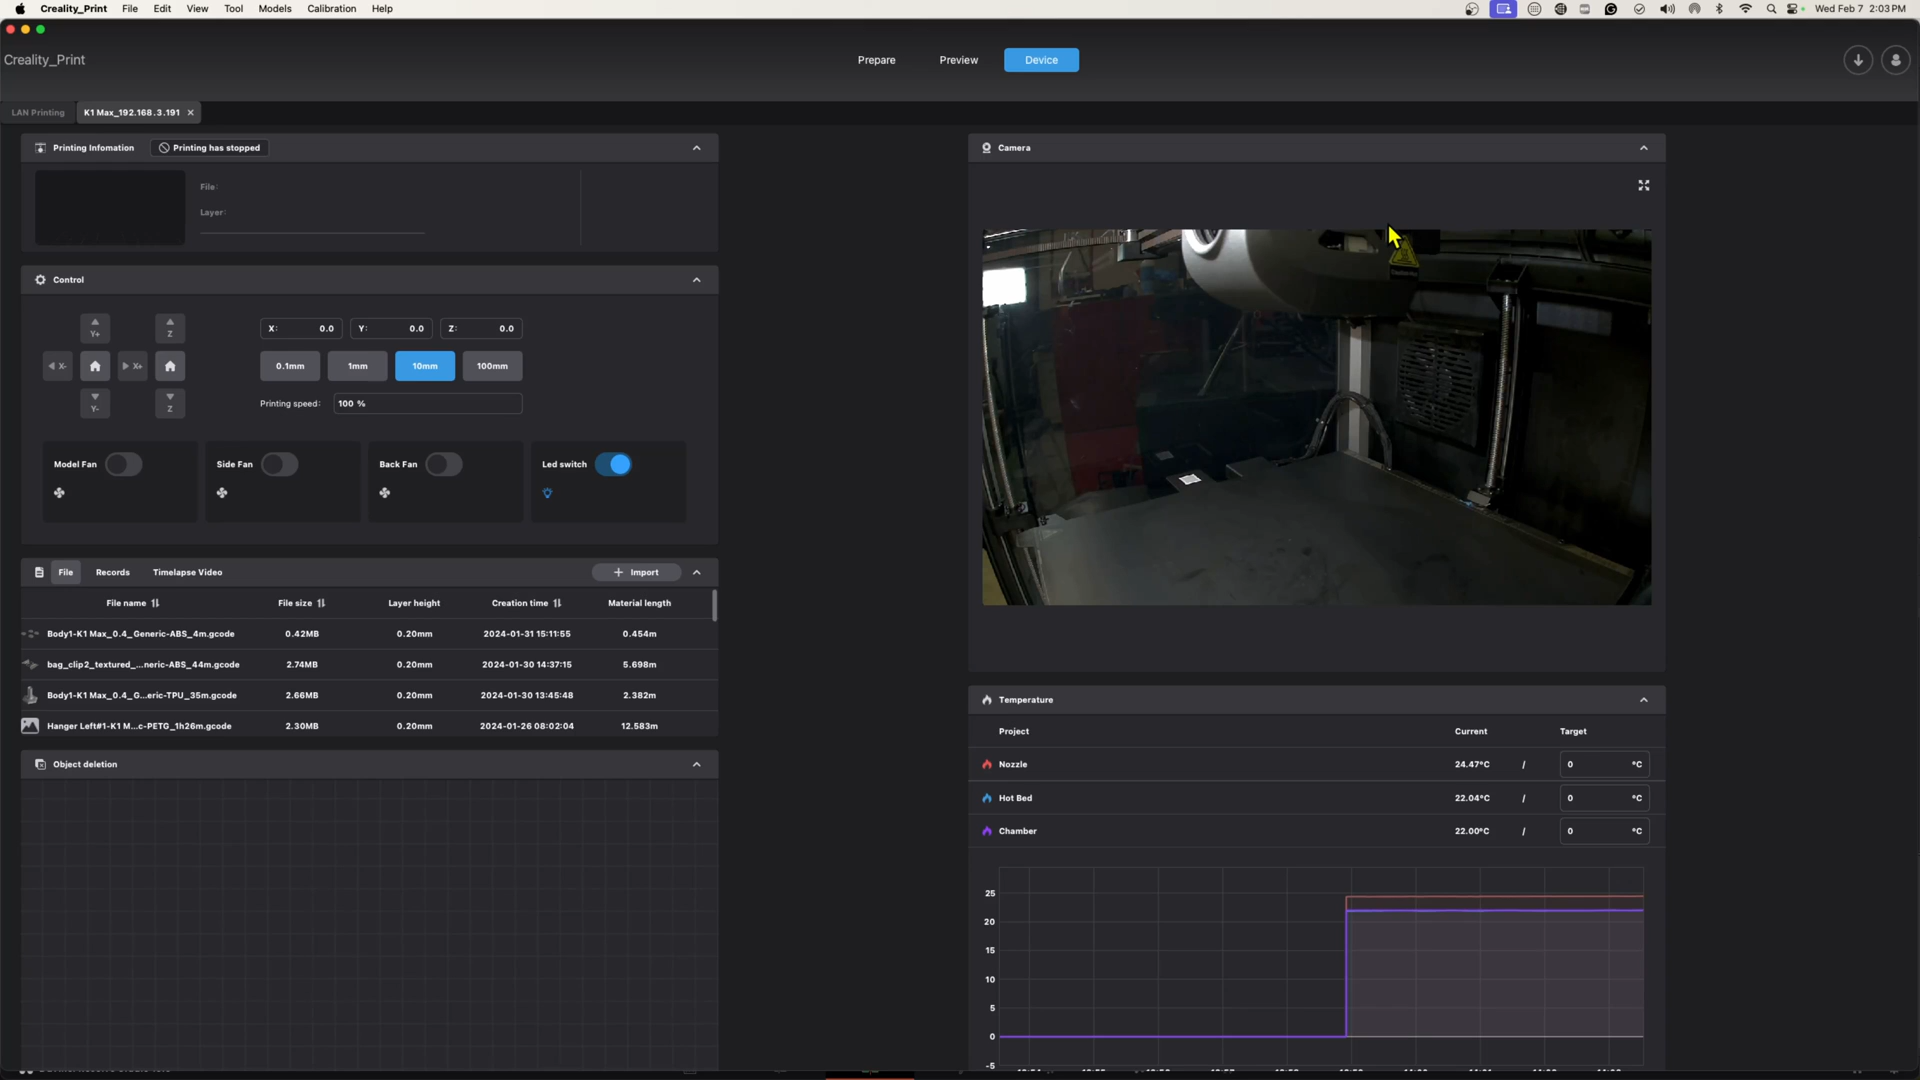 Creality_Print File Edit View Tool Models Calibration Help Wed Feb 7 2:03 PM
Creality_Print Prepare Preview Device
LAN Printing K1 Max_192.168.3.191
Printing Infomation Printing has stopped
File:
Layer:
Control
Y+ Z
X: 0.0 Y: 0.0 Z: 0.0
X- X+
0.1mm 1mm 10mm 100mm
Y- Z
Printing speed: 100 %
Model Fan Side Fan Back Fan Led switch
File Records Timelapse Video + Import
File name File size Layer height Creation time Material length
Body1-K1 Max_0.4_Generic-ABS_4m.gcode 0.42MB 0.20mm 2024-01-31 15:11:55 0.454m
bag_clip2_textured_...neric-ABS_44m.gcode 2.74MB 0.20mm 2024-01-30 14:37:15 5.698m
Body1-K1 Max_0.4_G...eric-TPU_35m.gcode 2.66MB 0.20mm 2024-01-30 13:45:48 2.382m
Hanger Left#1-K1 M...c-PETG_1h26m.gcode 2.30MB 0.20mm 2024-01-26 08:02:04 12.583m
Object deletion
Camera
Temperature
Project Current Target
Nozzle 24.47°C / 0 °C
Hot Bed 22.04°C / 0 °C
Chamber 22.00°C / 0 °C
25
20
15
10
5
0
-5